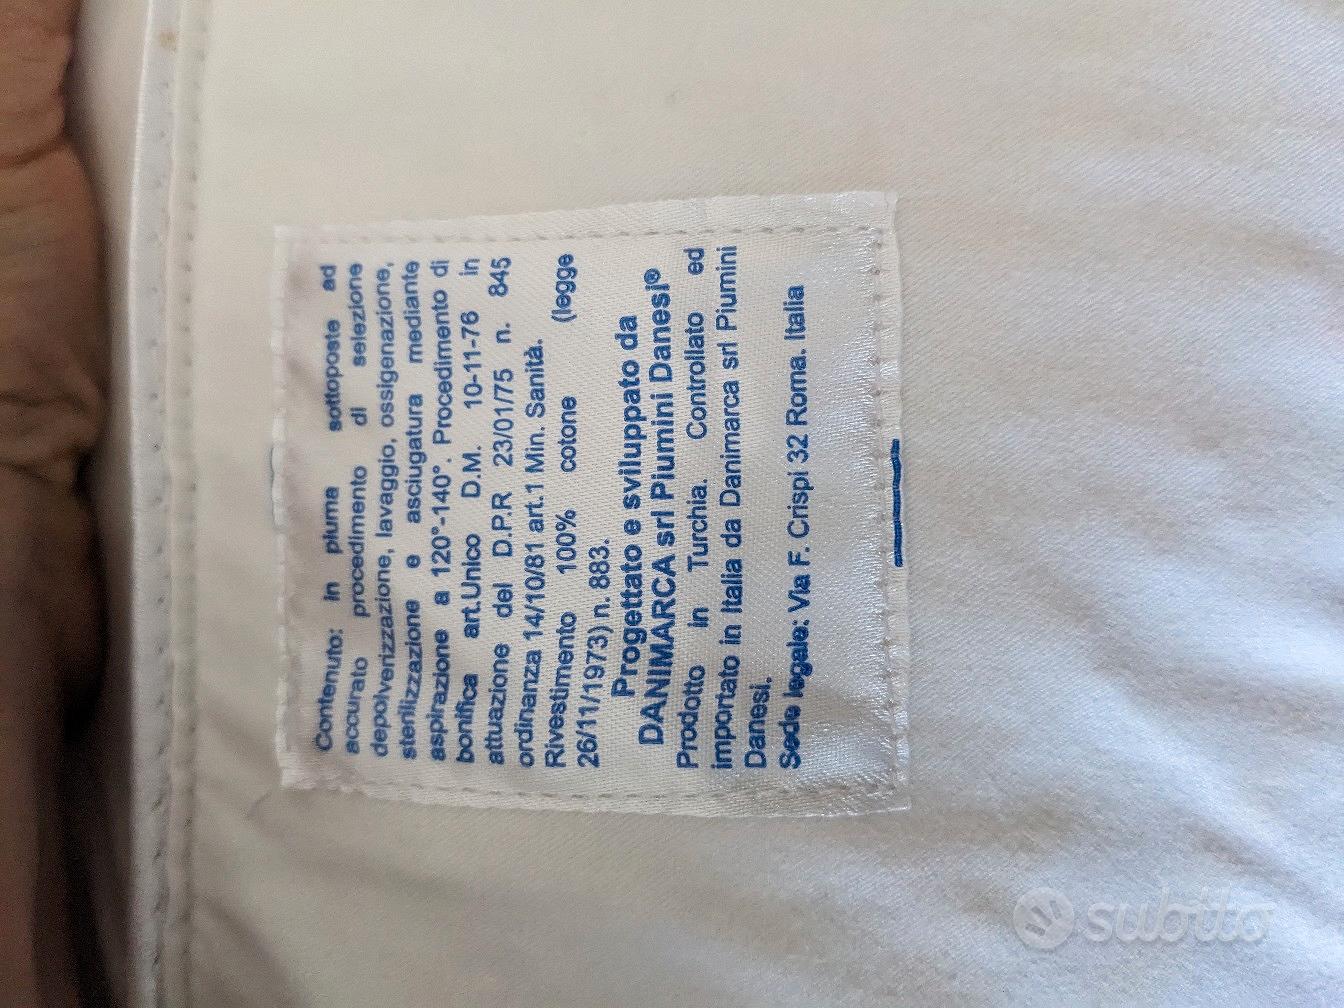 Contenuto: in piuma sottoposte ad
accurato procedimento di selezione
depolverizzazione, lavaggio, ossigenazione,
sterilizzazione e asciugatura mediante
aspirazione a 120°-140°. Procedimento di
bonifica art.Unico D.M. 10-11-76 in
attuazione del D.P.R 23/01/75 n. 845
ordinanza 14/10/81 art.1 Min. Sanità.
Rivestimento 100% cotone (legge
26/11/1973) n. 883.
Progettato e sviluppato da
DANIMARCA srl Piumini Danesi®
Prodotto in Turchia. Controllato ed
importato in Italia da Danimarca srl Piumini
Danesi.
Sede legale: Via F. Crispi 32 Roma. Italia
subito